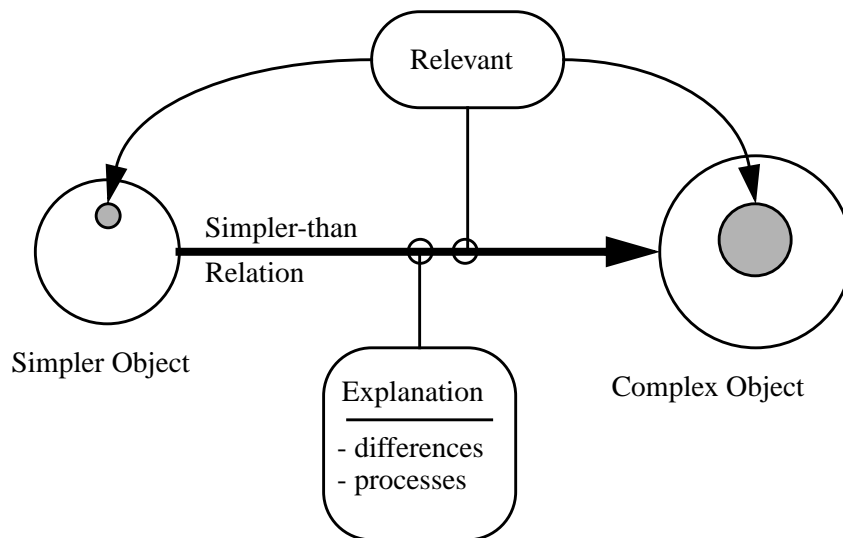 Relevant
Simpler-than
Relation
Simpler Object
Complex Object
Explanation
- differences
- processes